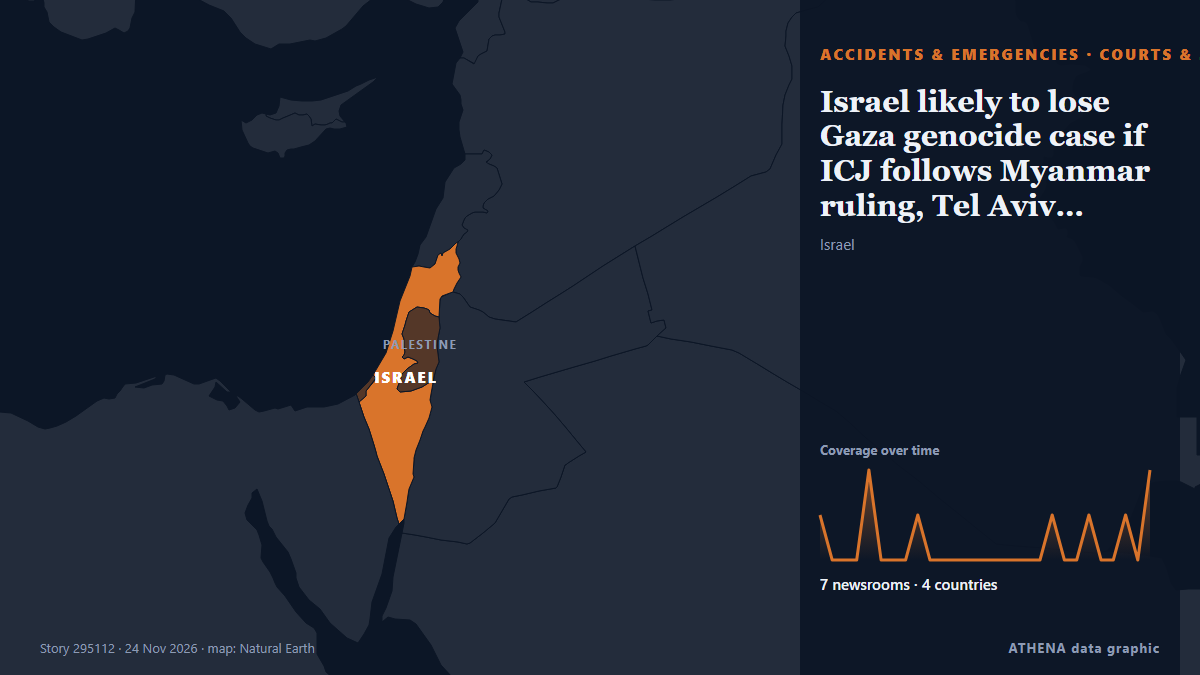 ACCIDENTS & EMERGENCIES · COURTS &
Israel likely to lose
Gaza genocide case if
ICJ follows Myanmar
ruling, Tel Aviv...
Israel
PALESTINE
ISRAEL
Coverage over time
7 newsrooms · 4 countries
Story 295112 · 24 Nov 2026 · map: Natural Earth
ATHENA data graphic